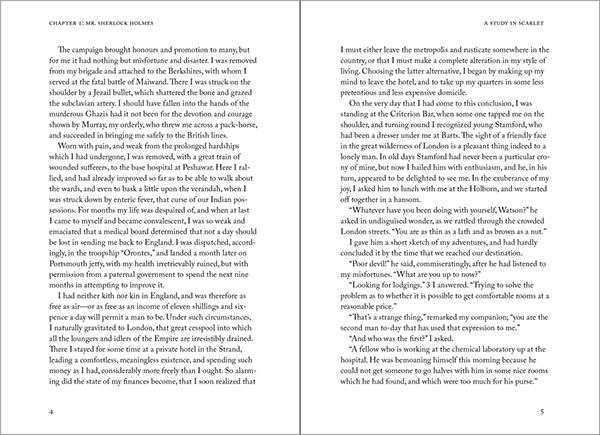 CHAPTER 1: MR. SHERLOCK HOLMES
The campaign brought honours and promotion to many, but
for me it had nothing but misfortune and disaster. I was removed
from my brigade and attached to the Berkshires, with whom I
served at the fatal battle of Maiwand. There I was struck on the
shoulder by a Jezail bullet, which shattered the bone and grazed
the subclavian artery. I should have fallen into the hands of the
murderous Ghazis had it not been for the devotion and courage
shown by Murray, my orderly, who threw me across a pack-horse,
and succeeded in bringing me safely to the British lines.
Worn with pain, and weak from the prolonged hardships
which I had undergone, I was removed, with a great train of
wounded sufferers, to the base hospital at Peshawar. Here I ral-
lied, and had already improved so far as to be able to walk about
the wards, and even to bask a little upon the verandah, when I
was struck down by enteric fever, that curse of our Indian pos-
sessions. For months my life was despaired of, and when at last
I came to myself and became convalescent, I was so weak and
emaciated that a medical board determined that not a day should
be lost in sending me back to England. I was dispatched, accord-
ingly, in the troopship “Orontes,” and landed a month later on
Portsmouth jetty, with my health irretrievably ruined, but with
permission from a paternal government to spend the next nine
months in attempting to improve it.
I had neither kith nor kin in England, and was therefore as
free as air—or as free as an income of eleven shillings and six-
pence a day will permit a man to be. Under such circumstances,
I naturally gravitated to London, that great cesspool into which
all the loungers and idlers of the Empire are irresistibly drained.
There I stayed for some time at a private hotel in the Strand,
leading a comfortless, meaningless existence, and spending such
money as I had, considerably more freely than I ought. So alarm-
ing did the state of my finances become, that I soon realized that
4
A STUDY IN SCARLET
I must either leave the metropolis and rusticate somewhere in the
country, or that I must make a complete alteration in my style of
living. Choosing the latter alternative, I began by making up my
mind to leave the hotel, and to take up my quarters in some less
pretentious and less expensive domicile.
On the very day that I had come to this conclusion, I was
standing at the Criterion Bar, when some one tapped me on the
shoulder, and turning round I recognized young Stamford, who
had been a dresser under me at Barts. The sight of a friendly face
in the great wilderness of London is a pleasant thing indeed to a
lonely man. In old days Stamford had never been a particular cro-
ny of mine, but now I hailed him with enthusiasm, and he, in his
turn, appeared to be delighted to see me. In the exuberance of my
joy, I asked him to lunch with me at the Holborn, and we started
off together in a hansom.
“Whatever have you been doing with yourself, Watson?” he
asked in undisguised wonder, as we rattled through the crowded
London streets. “You are as thin as a lath and as brown as a nut.”
I gave him a short sketch of my adventures, and had hardly
concluded it by the time that we reached our destination.
“Poor devil!” he said, commiseratingly, after he had listened to
my misfortunes. “What are you up to now?”
“Looking for lodgings.” 3 I answered. “Trying to solve the
problem as to whether it is possible to get comfortable rooms at a
reasonable price.”
“That’s a strange thing,” remarked my companion; “you are the
second man to-day that has used that expression to me.”
“And who was the first?” I asked.
“A fellow who is working at the chemical laboratory up at the
hospital. He was bemoaning himself this morning because he
could not get someone to go halves with him in some nice rooms
which he had found, and which were too much for his purse.”
5